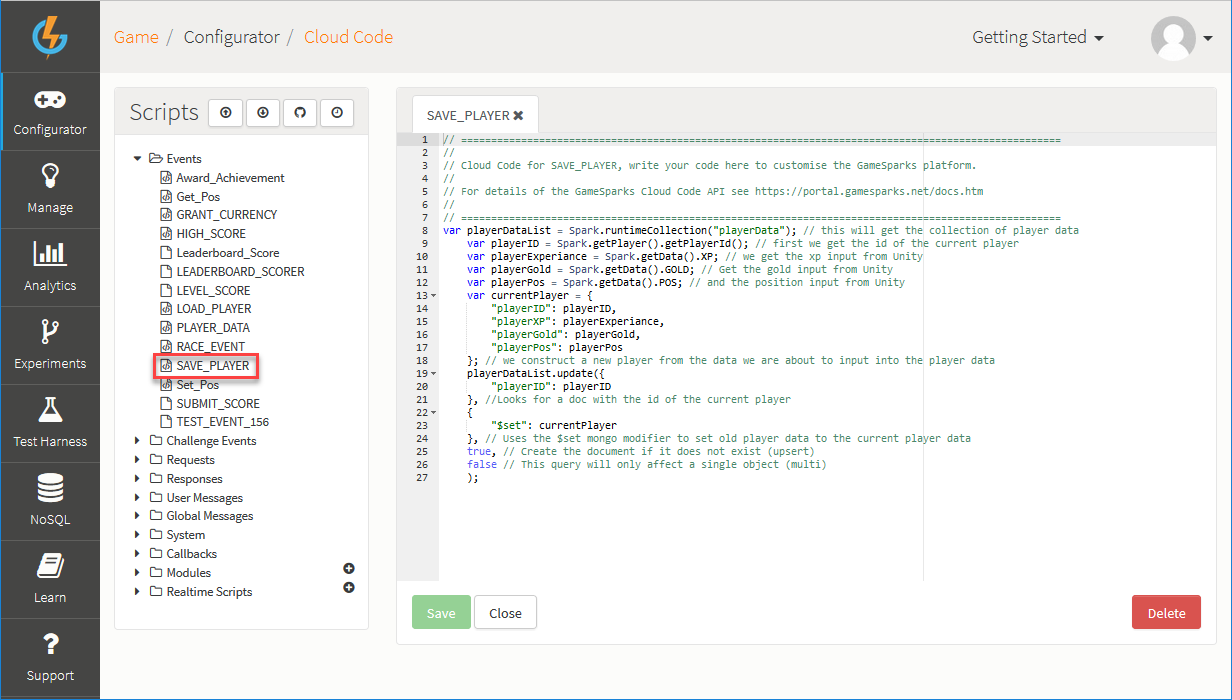 Game / Configurator / Cloud Code
Getting Started
Configurator
Manage
Analytics
Experiments
Test Harness
NoSQL
Learn
Support
Scripts
Events
Award_Achievement
Get_Pos
GRANT_CURRENCY
HIGH_SCORE
Leaderboard_Score
LEADERBOARD_SCORER
LEVEL_SCORE
LOAD_PLAYER
PLAYER_DATA
RACE_EVENT
SAVE_PLAYER
Set_Pos
SUBMIT_SCORE
TEST_EVENT_156
Challenge Events
Requests
Responses
User Messages
Global Messages
System
Callbacks
Modules
Realtime Scripts
SAVE_PLAYER
1 // ====================================================================================================
2 //
3 // Cloud Code for SAVE_PLAYER, write your code here to customise the GameSparks platform.
4 //
5 // For details of the GameSparks Cloud Code API see https://portal.gamesparks.net/docs.htm
6 //
7 // ====================================================================================================
8 var playerDataList = Spark.runtimeCollection("playerData"); // this will get the collection of player data
9 var playerID = Spark.getPlayer().getPlayerId(); // first we get the id of the current player
10 var playerExperiance = Spark.getData().XP; // we get the xp input from Unity
11 var playerGold = Spark.getData().GOLD; // Get the gold input from Unity
12 var playerPos = Spark.getData().POS; // and the position input from Unity
13 var currentPlayer = {
14 "playerID": playerID,
15 "playerXP": playerExperiance,
16 "playerGold": playerGold,
17 "playerPos": playerPos
18 }; // we construct a new player from the data we are about to input into the player data
19 playerDataList.update({
20 "playerID": playerID
21 }, //Looks for a doc with the id of the current player
22 {
23 "$set": currentPlayer
24 }, // Uses the $set mongo modifier to set old player data to the current player data
25 true, // Create the document if it does not exist (upsert)
26 false // This query will only affect a single object (multi)
27 );
Save
Close
Delete